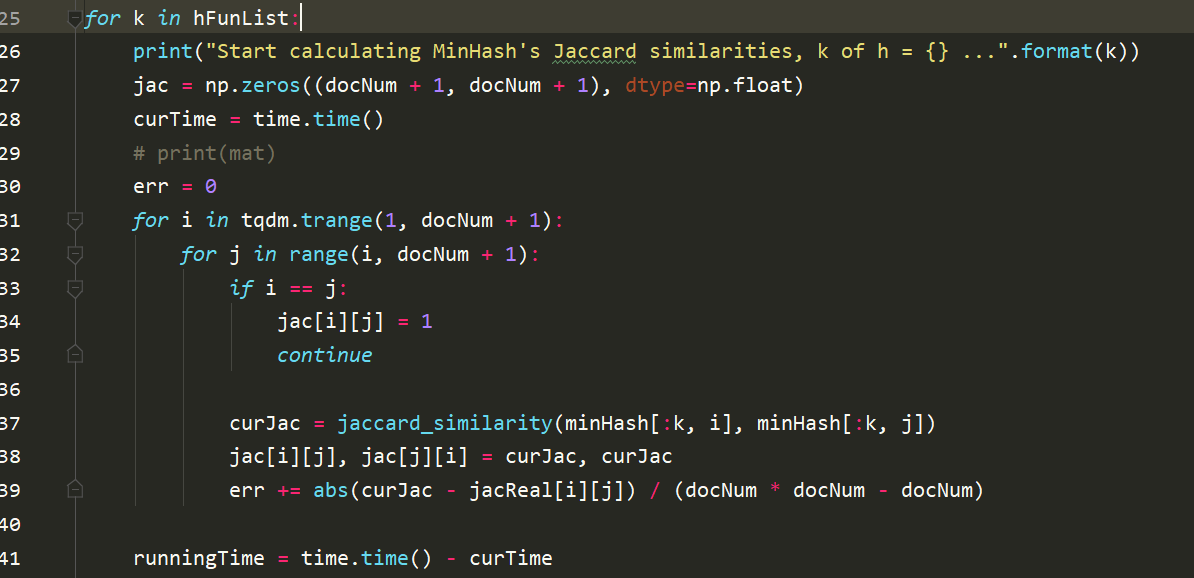 25 for k in hFunList:
26 print("Start calculating MinHash's Jaccard similarities, k of h = {} ...".format(k))
27 jac = np.zeros((docNum + 1, docNum + 1), dtype=np.float)
28 curTime = time.time()
29 # print(mat)
30 err = 0
31 for i in tqdm.trange(1, docNum + 1):
32 for j in range(i, docNum + 1):
33 if i == j:
34 jac[i][j] = 1
35 continue
36
37 curJac = jaccard_similarity(minHash[:k, i], minHash[:k, j])
38 jac[i][j], jac[j][i] = curJac, curJac
39 err += abs(curJac - jacReal[i][j]) / (docNum * docNum - docNum)
40
41 runningTime = time.time() - curTime